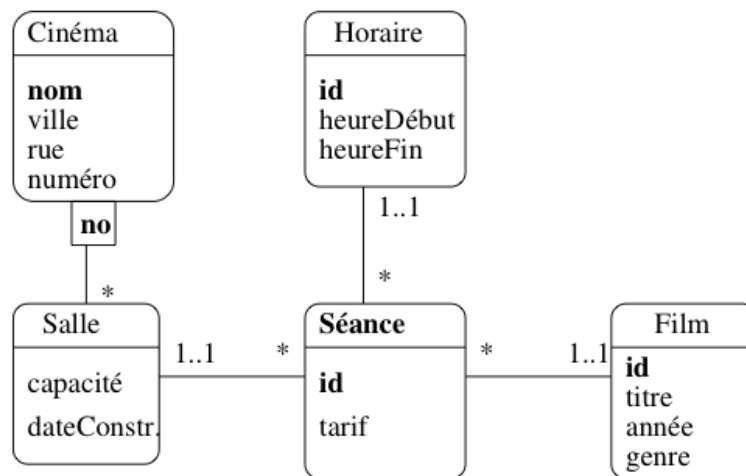 Cinéma
nom
ville
rue
numéro
no
*
Horaire
id
heureDébut
heureFin
1..1
*
Salle
capacité
dateConstr.
1..1
*
Séance
id
tarif
*
1..1
Film
id
titre
année
genre